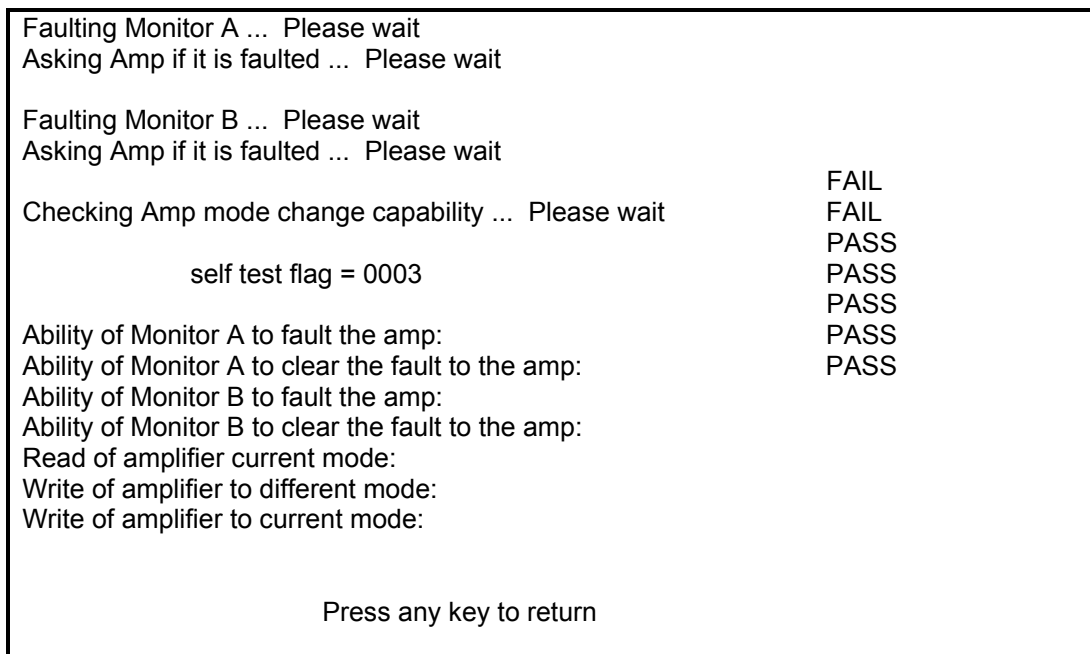 Faulting Monitor A ... Please wait
Asking Amp if it is faulted ... Please wait
Faulting Monitor B ... Please wait
Asking Amp if it is faulted ... Please wait
FAIL
Checking Amp mode change capability ... Please wait FAIL
PASS
self test flag = 0003 PASS
PASS
Ability of Monitor A to fault the amp: PASS
Ability of Monitor A to clear the fault to the amp: PASS
Ability of Monitor B to fault the amp:
Ability of Monitor B to clear the fault to the amp:
Read of amplifier current mode:
Write of amplifier to different mode:
Write of amplifier to current mode:
Press any key to return